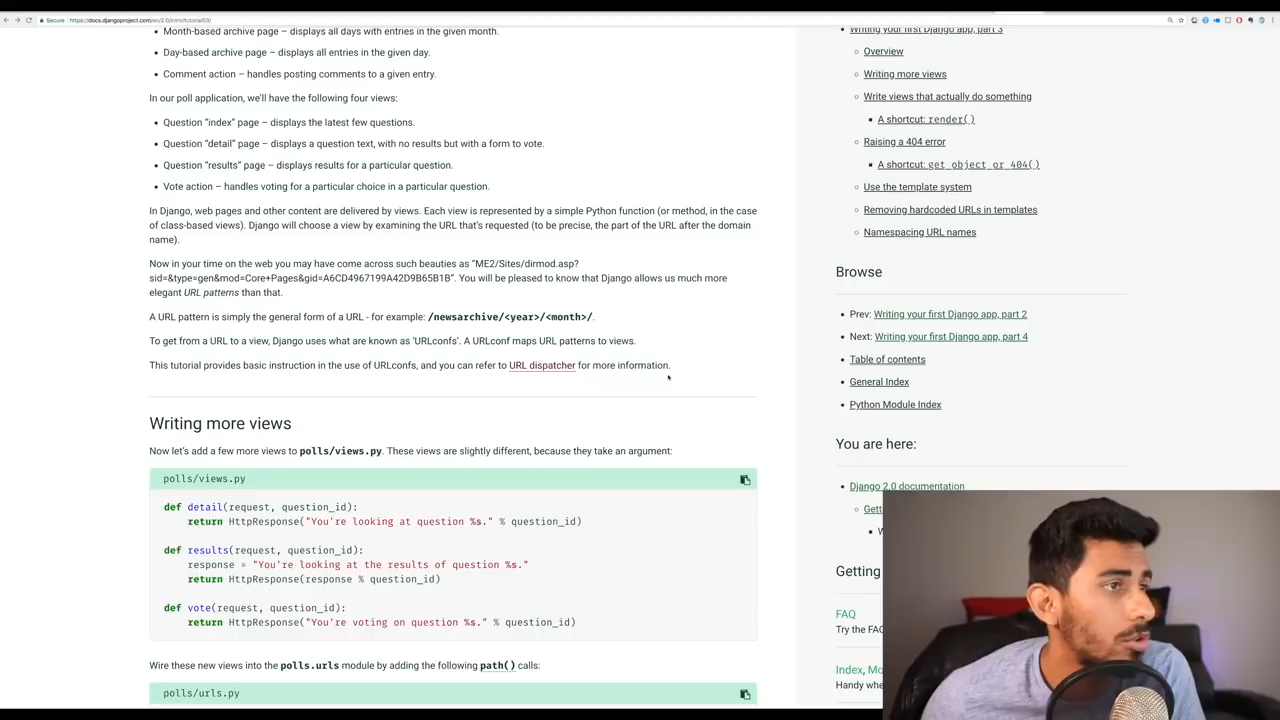 Secure
https://docs.djangoproject.com/en/2.0/intro/tutorial03/
Month-based archive page – displays all days with entries in the given month.
Day-based archive page – displays all entries in the given day.
Comment action – handles posting comments to a given entry.
In our poll application, we'll have the following four views:
Question “index” page – displays the latest few questions.
Question “detail” page – displays a question text, with no results but with a form to vote.
Question “results” page – displays results for a particular question.
Vote action – handles voting for a particular choice in a particular question.
In Django, web pages and other content are delivered by views. Each view is represented by a simple Python function (or method, in the case
of class-based views). Django will choose a view by examining the URL that's requested (to be precise, the part of the URL after the domain
name).
Now in your time on the web you may have come across such beauties as “ME2/Sites/dirmod.asp?
sid=&type=gen&mod=Core+Pages&gid=A6CD4967199A42D9B65B1B”. You will be pleased to know that Django allows us much more
elegant URL patterns than that.
A URL pattern is simply the general form of a URL - for example: /newsarchive/<year>/<month>/.
To get from a URL to a view, Django uses what are known as ‘URLconfs’. A URLconf maps URL patterns to views.
This tutorial provides basic instruction in the use of URLconfs, and you can refer to URL dispatcher for more information.
Writing more views
Now let's add a few more views to polls/views.py. These views are slightly different, because they take an argument:
polls/views.py
def detail(request, question_id):
    return HttpResponse("You're looking at question %s." % question_id)
def results(request, question_id):
    response = "You're looking at the results of question %s."
    return HttpResponse(response % question_id)
def vote(request, question_id):
    return HttpResponse("You're voting on question %s." % question_id)
Wire these new views into the polls.urls module by adding the following path() calls:
polls/urls.py
Writing your first Django app, part 3
Overview
Writing more views
Write views that actually do something
A shortcut: render()
Raising a 404 error
A shortcut: get_object_or_404()
Use the template system
Removing hardcoded URLs in templates
Namespacing URL names
Browse
Prev: Writing your first Django app, part 2
Next: Writing your first Django app, part 4
Table of contents
General Index
Python Module Index
You are here:
Django 2.0 documentation
Gett
Getting
FAQ
Try the FAQ
Index, Mo
Handy whe